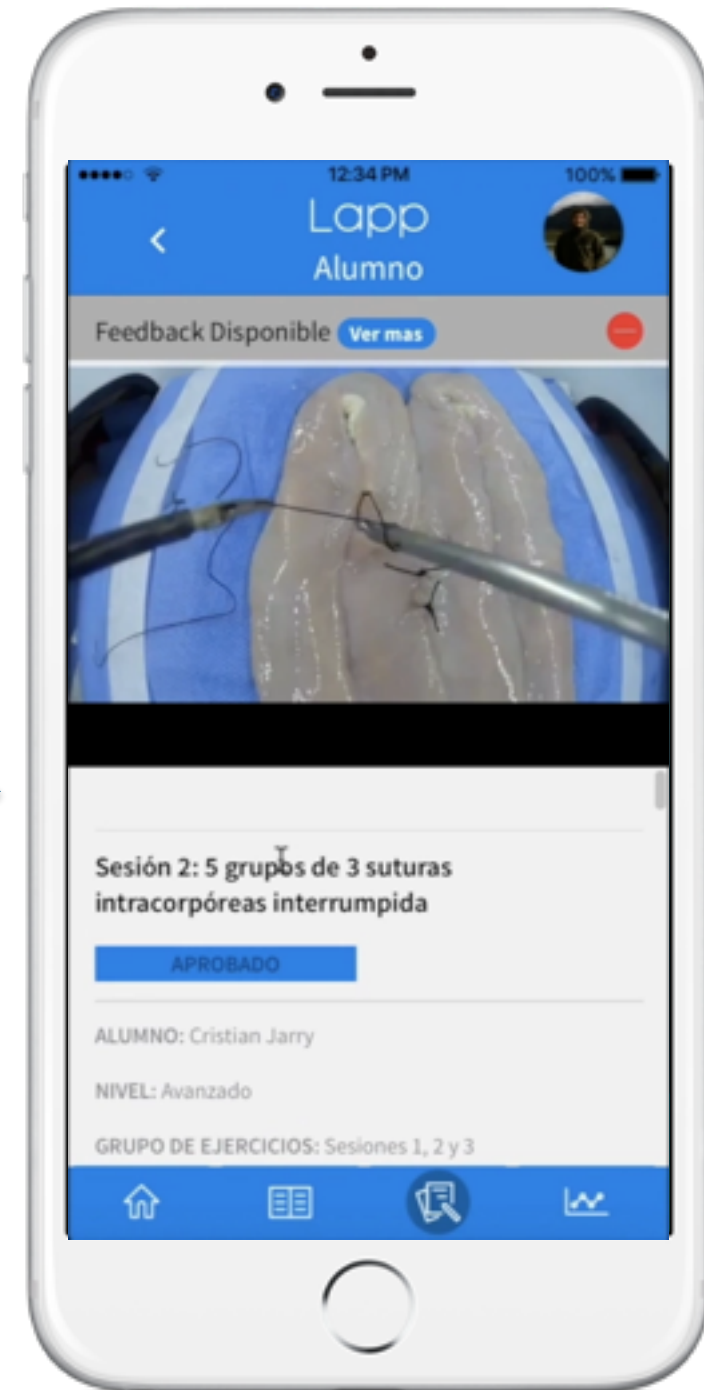 12:34 PM
100%
Lapp
Alumno
Feedback Disponible Ver mas
Sesión 2: 5 grupos de 3 suturas
intracorpóreas interrumpida
APROBADO
ALUMNO: Cristian Jarry
NIVEL: Avanzado
GRUPO DE EJERCICIOS: Sesiones 1, 2 y 3